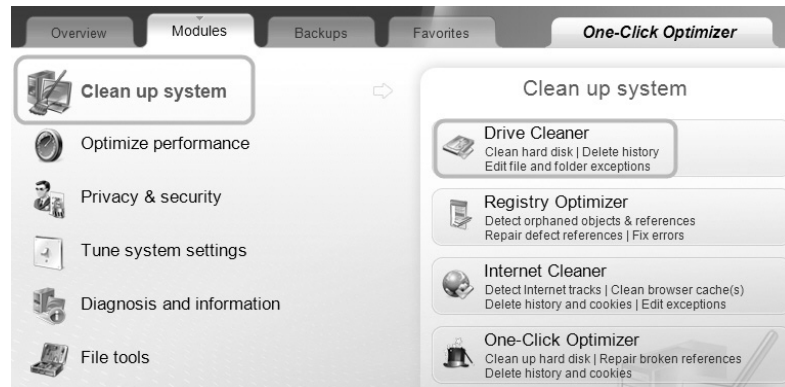 Overview
Modules
Backups
Favorites
One-Click Optimizer
Clean up system
Optimize performance
Privacy & security
Tune system settings
Diagnosis and information
File tools
Clean up system
Drive Cleaner
Clean hard disk | Delete history
Edit file and folder exceptions
Registry Optimizer
Detect orphaned objects & references
Repair defect references | Fix errors
Internet Cleaner
Detect Internet tracks | Clean browser cache(s)
Delete history and cookies | Edit exceptions
One-Click Optimizer
Clean up hard disk | Repair broken references
Delete history and cookies